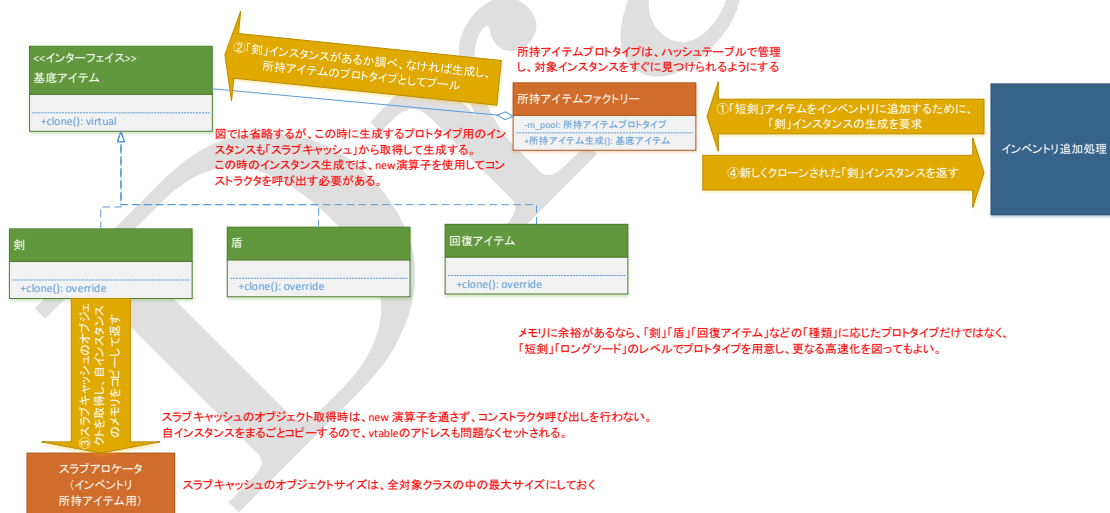 <<インターフェイス>>
基底アイテム
+clone(): virtual
②「剣」インスタンスがあるか調べ、なければ生成し、
所持アイテムのプロトタイプとしてプール
所持アイテムプロトタイプは、ハッシュテーブルで管理
し、対象インスタンスをすぐに見つけられるようにする
所持アイテムファクトリー
-m_pool: 所持アイテムプロトタイプ
+所持アイテム生成(): 基底アイテム
①「短剣」アイテムをインベントリに追加するために、
「剣」インスタンスの生成を要求
④新しくクローンされた「剣」インスタンスを返す
インベントリ追加処理
図では省略するが、この時に生成するプロトタイプ用のイン
スタンスも「スラブキャッシュ」から取得して生成する。
この時のインスタンス生成では、new演算子を使用してコン
ストラクタを呼び出す必要がある。
剣
+clone(): override
盾
+clone(): override
回復アイテム
+clone(): override
③スラブキャッシュのオブジェ
クトを取得し、自インスタンス
のメモリをコピーして返す
メモリに余裕があるなら、「剣」「盾」「回復アイテム」などの「種類」に応じたプロトタイプだけではなく、
「短剣」「ロングソード」のレベルでプロトタイプを用意し、更なる高速化を図ってもよい。
スラブキャッシュのオブジェクト取得時は、new 演算子を通さず、コンストラクタ呼び出しを行わない。
自インスタンスをまるごとコピーするので、vtableのアドレスも問題なくセットされる。
スラブアロケータ
(インベントリ
所持アイテム用)
スラブキャッシュのオブジェクトサイズは、全対象クラスの中の最大サイズにしておく